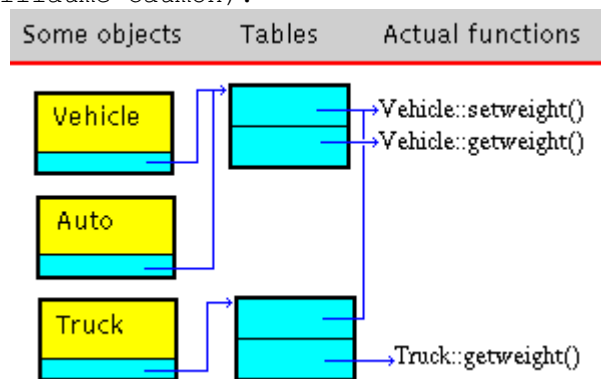 Some objects Tables Actual functions
Vehicle
Vehicle::setweight()
Vehicle::getweight()
Auto
Truck
Truck::getweight()